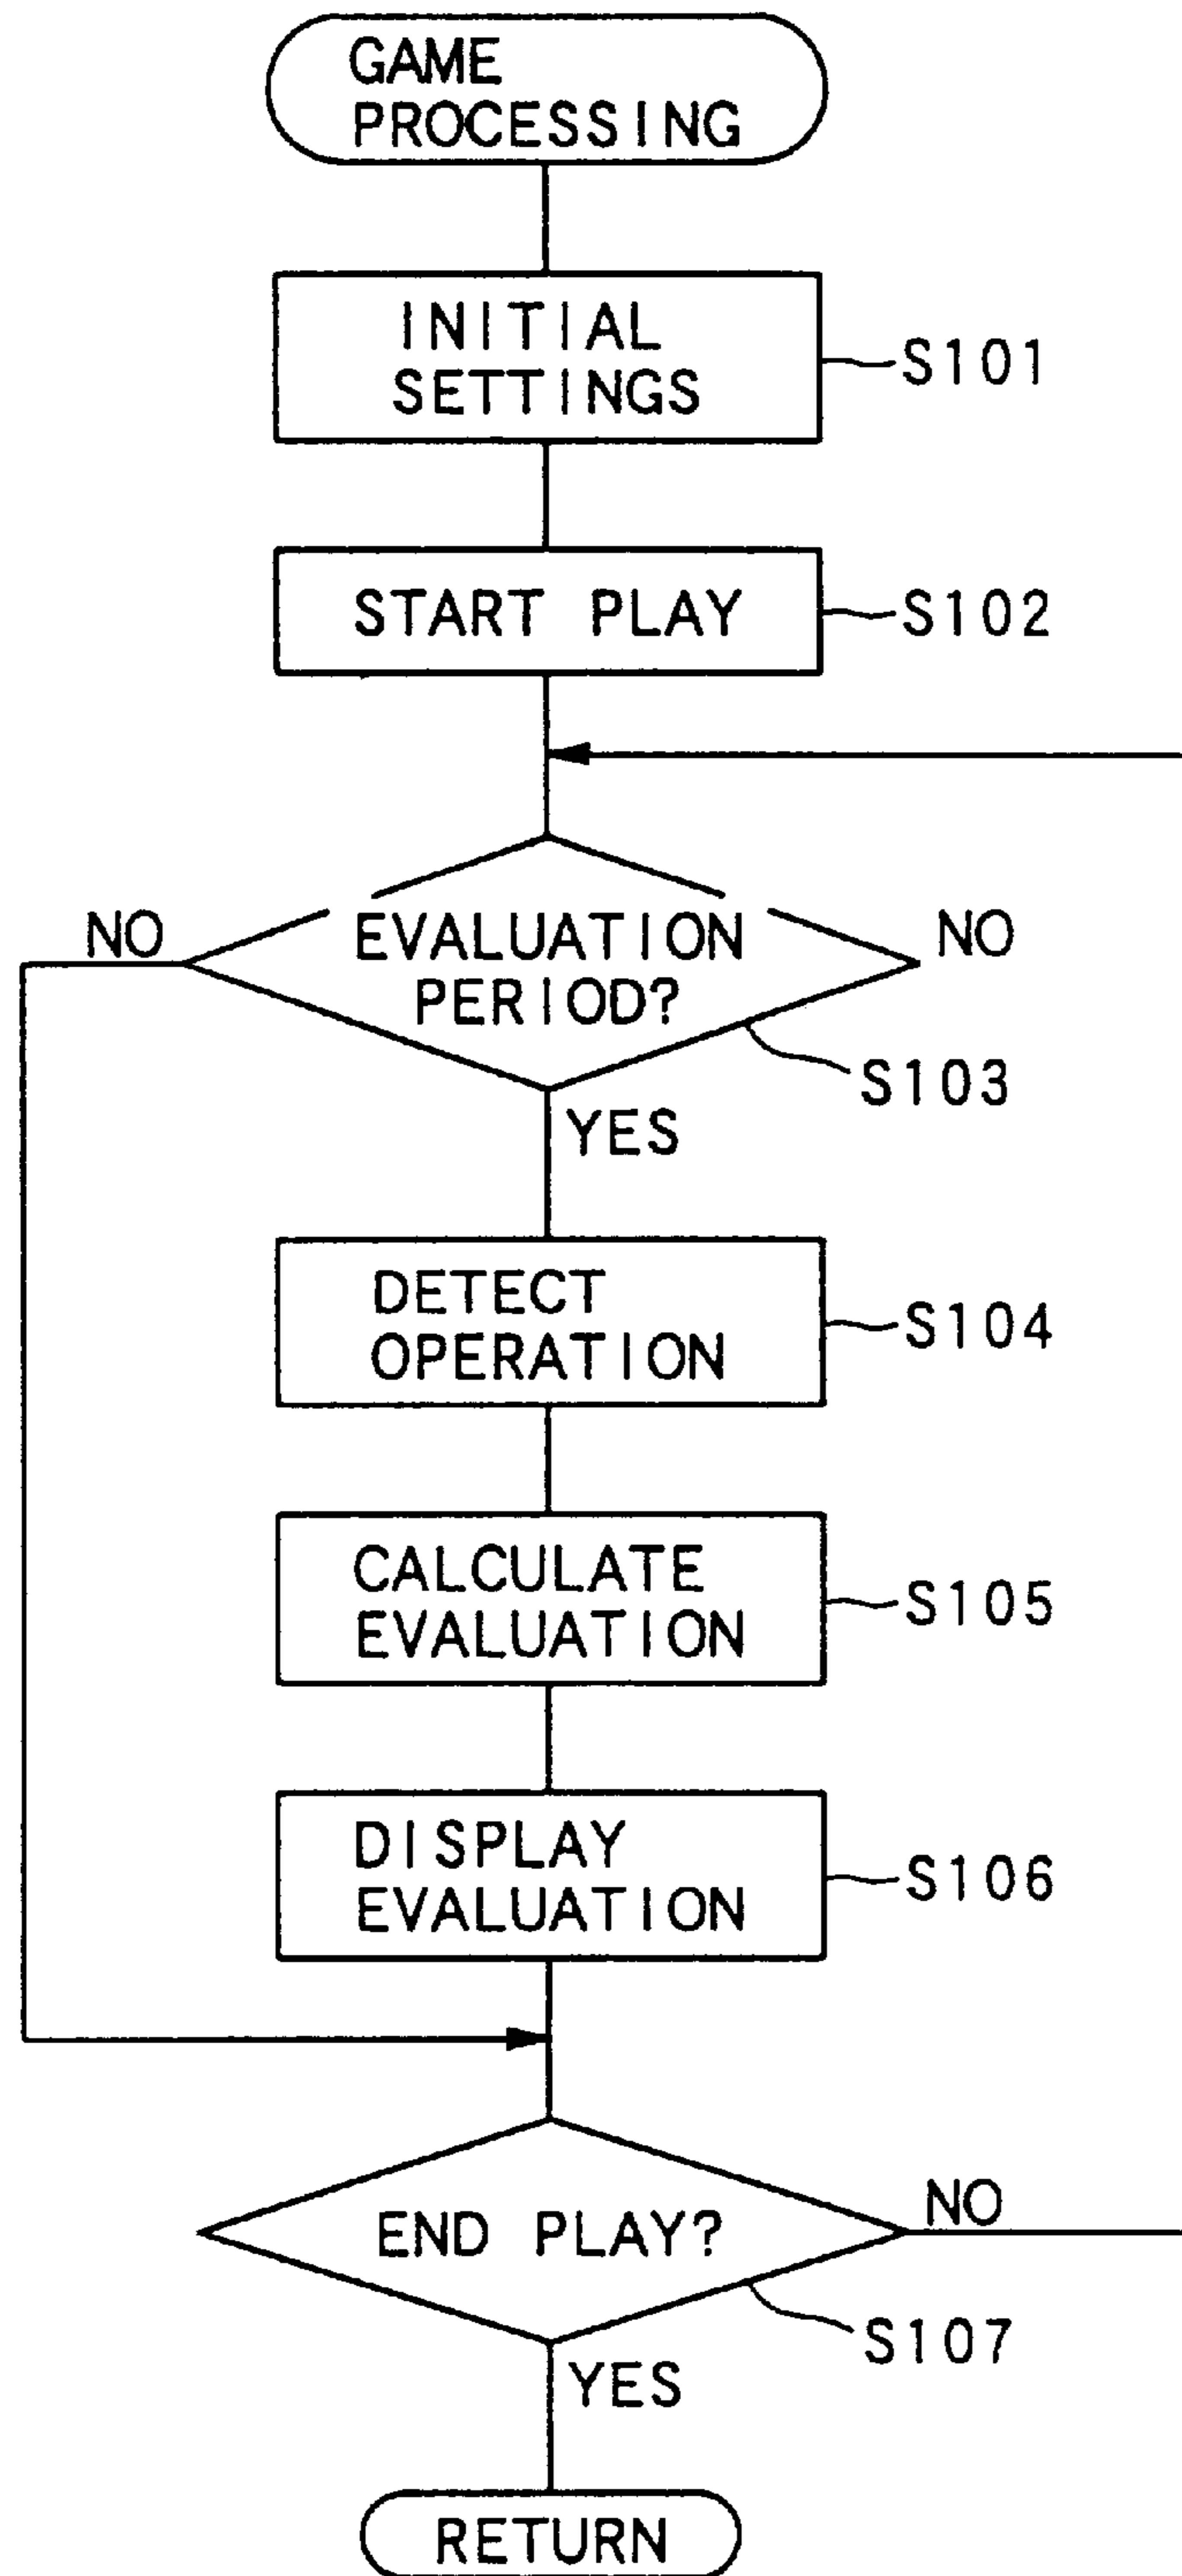 GAME
PROCESSING
INITIAL
SETTINGS
S101
START PLAY
S102
NO
EVALUATION
PERIOD?
NO
S103
YES
DETECT
OPERATION
S104
CALCULATE
EVALUATION
S105
DISPLAY
EVALUATION
S106
END PLAY?
NO
S107
YES
RETURN